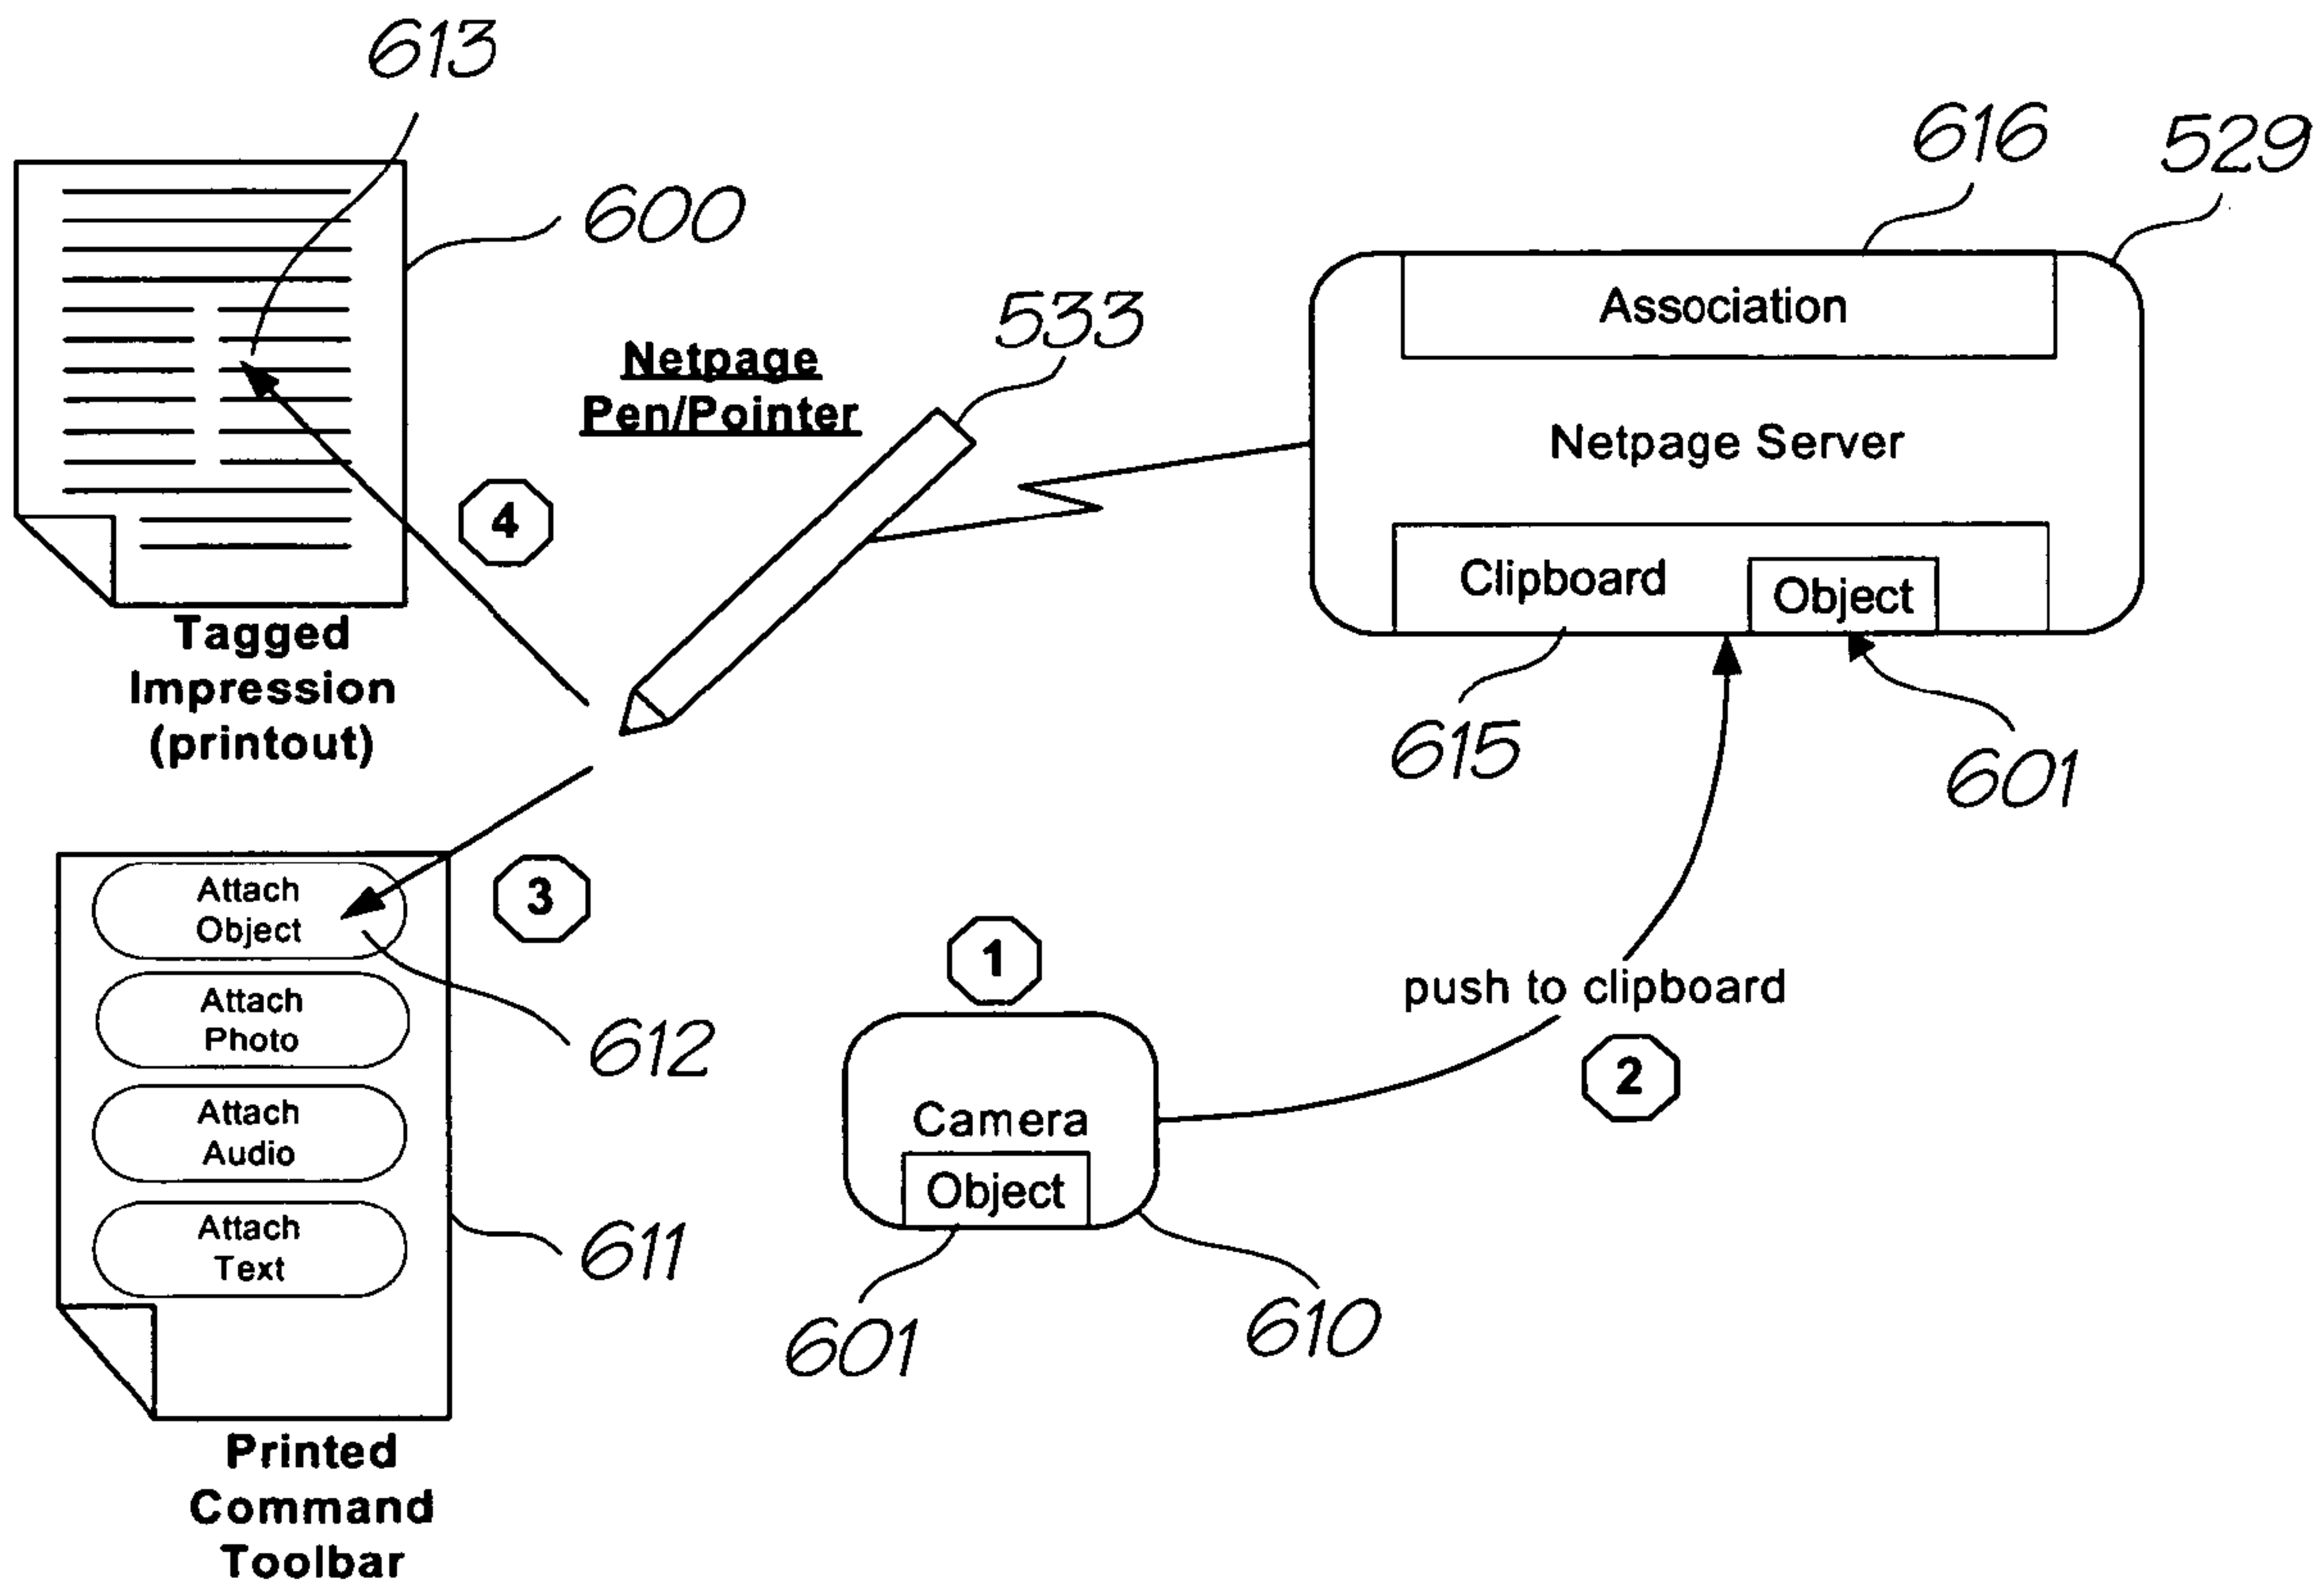 613
600
Tagged
Impression
(printout)
4
Netpage
Pen/Pointer
533
616
529
Association
Netpage Server
Clipboard
Object
615
601
3
Attach
Object
Attach
Photo
Attach
Audio
Attach
Text
612
611
Printed
Command
Toolbar
1
Camera
Object
601
610
push to clipboard
2